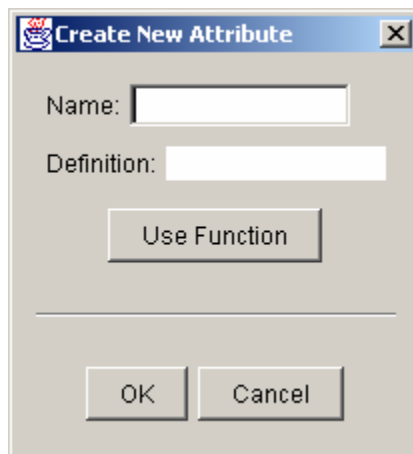 Create New Attribute
Name:
Definition:
Use Function
OK Cancel